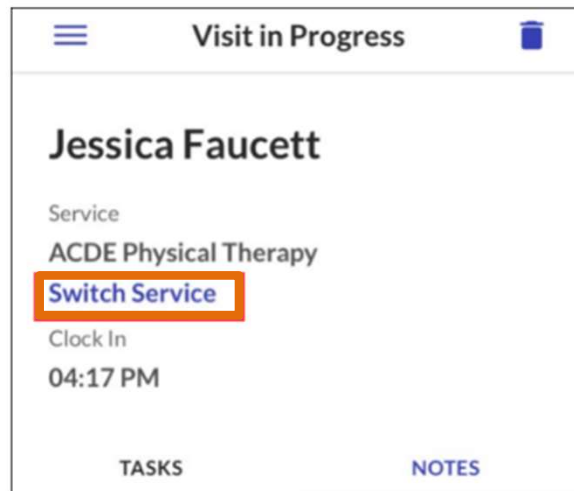 Visit in Progress
Jessica Faucett
Service
ACDE Physical Therapy
Switch Service
Clock In
04:17 PM
TASKS NOTES